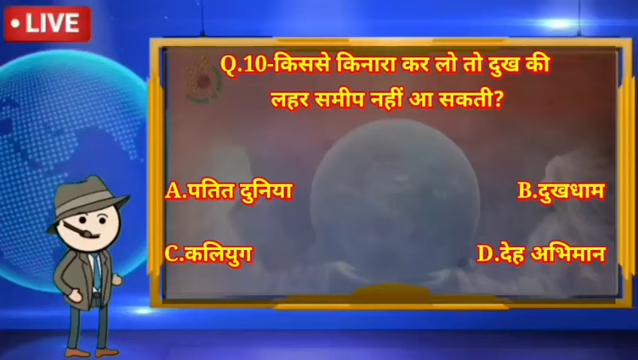 LIVE
Q.10-किससे किनारा कर लो तो दुख की
लहर समीप नहीं आ सकती?
A.पतित दुनिया
B.दुखधाम
C.कलियुग
D.देह अभिमान